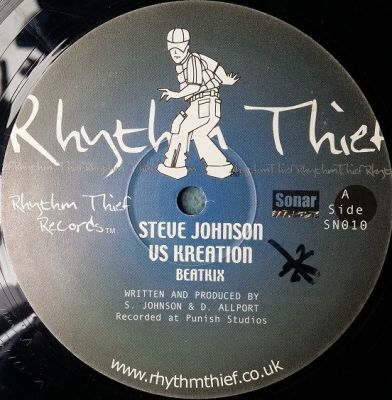 Rhythm Thief
Rhythm Thief
Records™
Sonar
A
Side
SN010
STEVE JOHNSON
VS KREATION
BEATKIX
WRITTEN AND PRODUCED BY
S. JOHNSON & D. ALLPORT
Recorded at Punish Studios
www.rhythmthief.co.uk